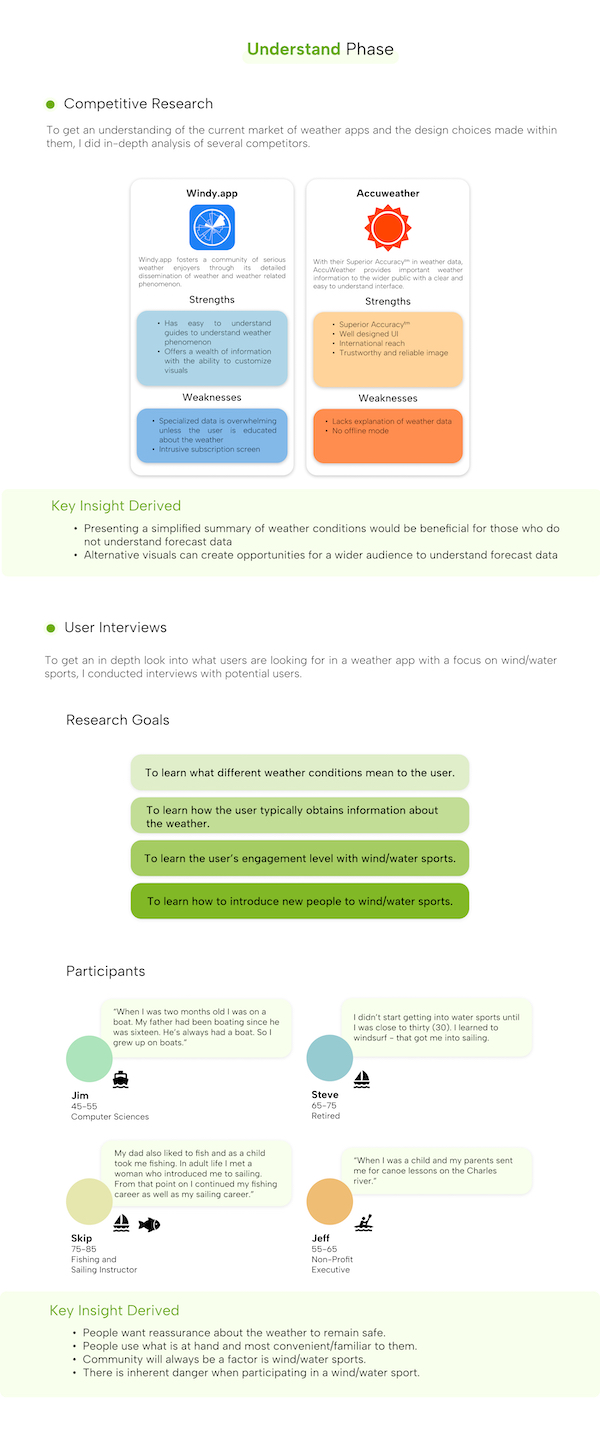 Understand Phase
Competitive Research
To get an understanding of the current market of weather apps and the design choices made within
them, I did in-depth analysis of several competitors.
Windy.app
Windy.app fosters a community of serious
weather enjoyers through its detailed
dissemination of weather and weather related
phenomenon.
Strengths
• Has easy to understand
guides to understand weather
phenomenon
• Offers a wealth of information
with the ability to customize
visuals
Weaknesses
• Specialized data is overwhelming
unless the user is educated
about the weather
• Intrusive subscription screen
Accuweather
With their Superior Accuracy™ in weather data,
AccuWeather provides important weather
information to the wider public with a clear and
easy to understand interface.
Strengths
• Superior Accuracy™
• Well designed UI
• International reach
• Trustworthy and reliable image
Weaknesses
• Lacks explanation of weather data
• No offline mode
Key Insight Derived
• Presenting a simplified summary of weather conditions would be beneficial for those who do
not understand forecast data
• Alternative visuals can create opportunities for a wider audience to understand forecast data
User Interviews
To get an in depth look into what users are looking for in a weather app with a focus on wind/water
sports, I conducted interviews with potential users.
Research Goals
To learn what different weather conditions mean to the user.
To learn how the user typically obtains information about
the weather.
To learn the user's engagement level with wind/water sports.
To learn how to introduce new people to wind/water sports.
Participants
"When I was two months old I was on a
boat. My father had been boating since he
was sixteen. He's always had a boat. So I
grew up on boats."
Jim
45-55
Computer Sciences
I didn't start getting into water sports until
I was close to thirty (30). I learned to
windsurf – that got me into sailing.
Steve
65-75
Retired
My dad also liked to fish and as a child
took me fishing. In adult life I met a
woman who introduced me to sailing.
From that point on I continued my fishing
career as well as my sailing career."
Skip
75-85
Fishing and
Sailing Instructor
"When I was a child and my parents sent
me for canoe lessons on the Charles
river."
Jeff
55-65
Non-Profit
Executive
Key Insight Derived
• People want reassurance about the weather to remain safe.
• People use what is at hand and most convenient/familiar to them.
• Community will always be a factor is wind/water sports.
• There is inherent danger when participating in a wind/water sport.